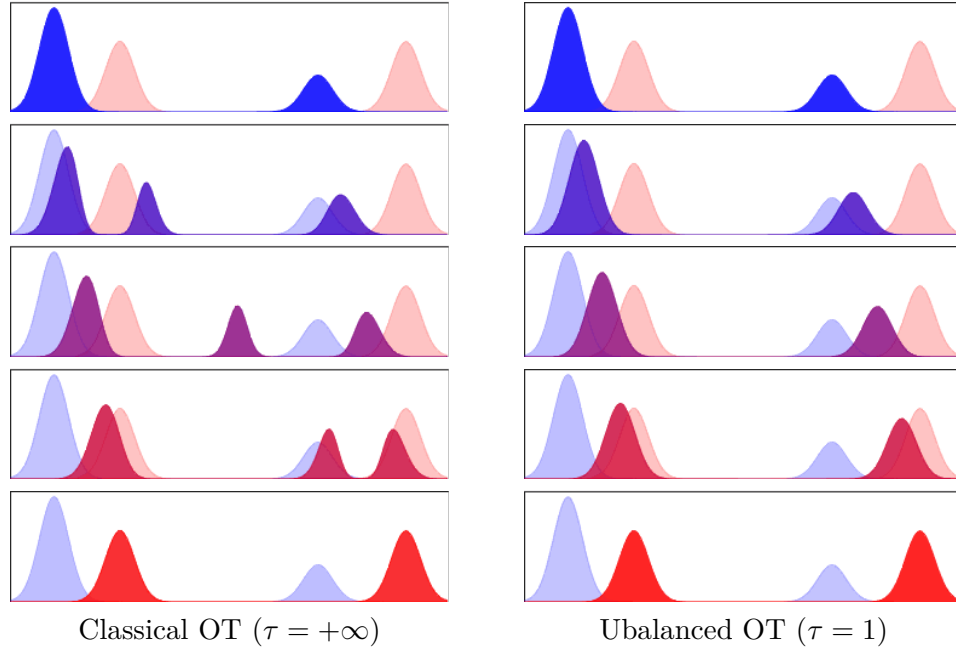 Classical OT (τ = +∞)
Ubalanced OT (τ = 1)